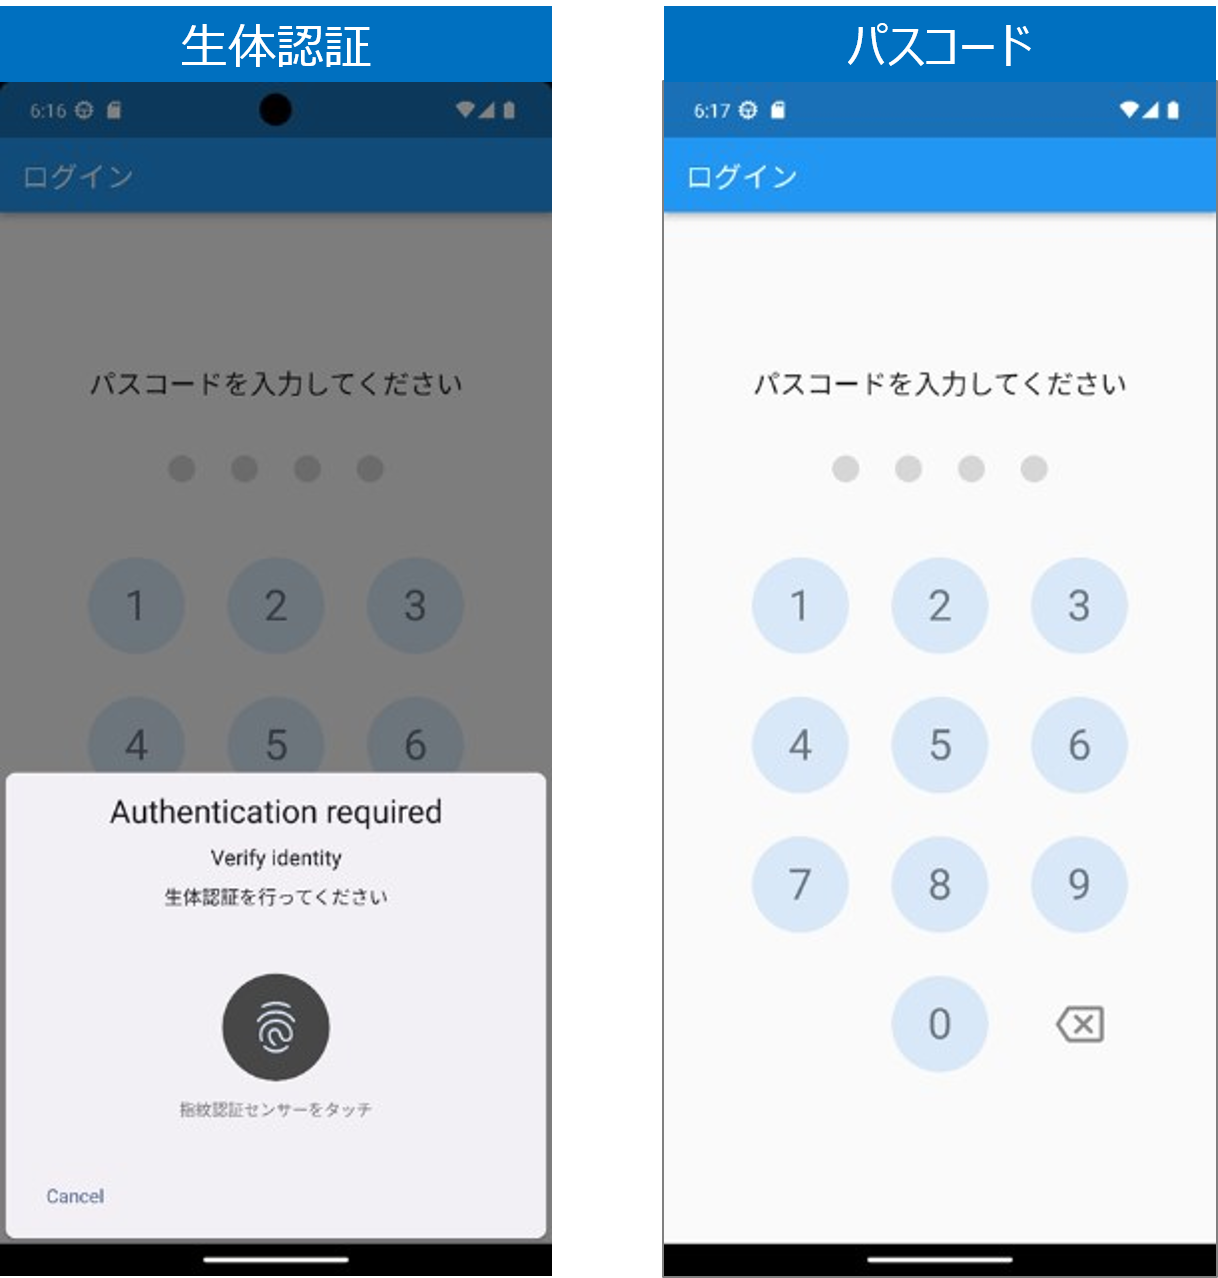 生体認証
6:16
ログイン
パスコードを入力してください
1 2 3
4 5 6
Authentication required
Verify identity
生体認証を行ってください
指紋認証センサーをタッチ
Cancel
パスコード
6:17
ログイン
パスコードを入力してください
1 2 3
4 5 6
7 8 9
0